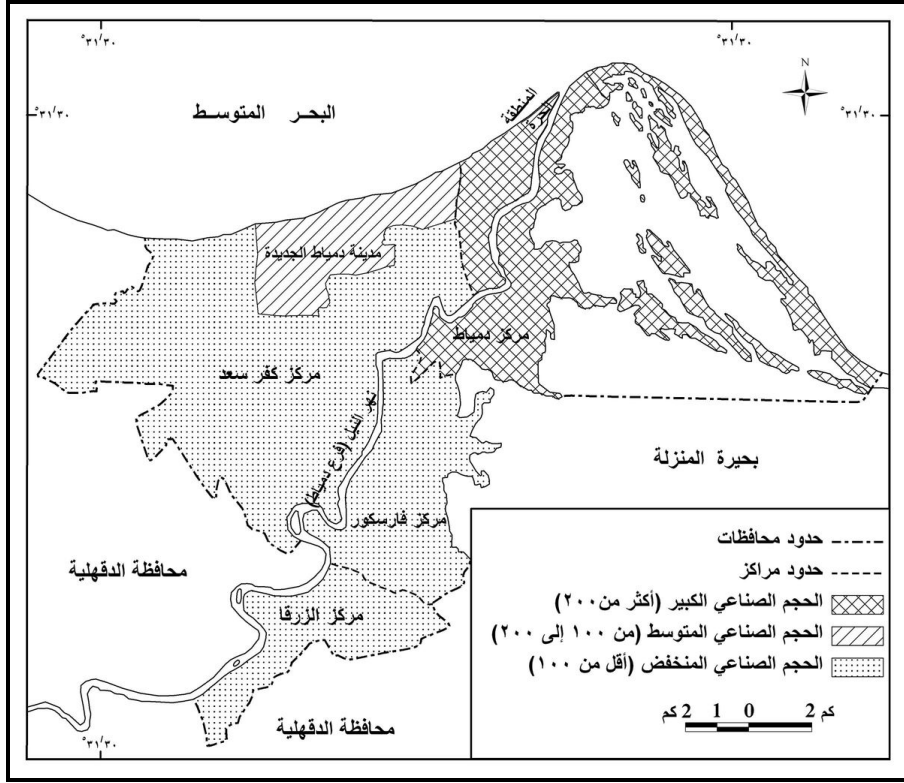 °٣١/٣٠
°٣١/٣٠
N
°٣١/٣٠
°٣١/٣٠
البحر المتوسط
المنطقة
الحرة
مدينة دمياط الجديدة
مركز دمياط
مركز كفر سعد
نهر النيل (فرع دمياط)
بحيرة المنزلة
مركز فارسكور
محافظة الدقهلية
مركز الزرقا
محافظة الدقهلية
حدود محافظات
حدود مراكز
الحجم الصناعي الكبير (أكثر من ٢٠٠)
الحجم الصناعي المتوسط (من ١٠٠ إلى ٢٠٠)
الحجم الصناعي المنخفض (أقل من ١٠٠)
كم 2 1 0 2 كم
°٣١/٣٠